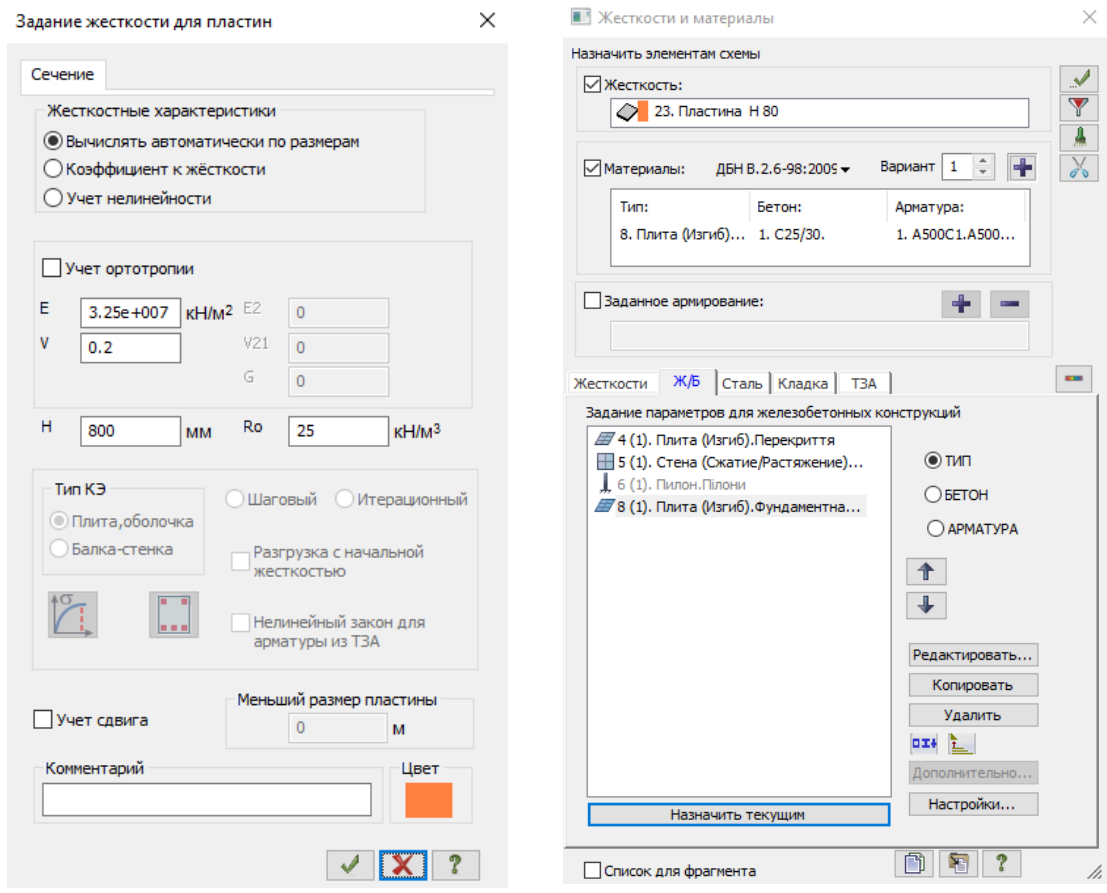 Задание жесткости для пластин
Сечение
Жесткостные характеристики
Вычислять автоматически по размерам
Коэффициент к жёсткости
Учет нелинейности
Учет ортотропии
E 3.25e+007 кН/м² E2 0
V 0.2 V21 0
G 0
H 800 мм Ro 25 кН/м³
Тип КЭ
Шаговый Итерационный
Плита,оболочка
Балка-стенка
Разгрузка с начальной
жесткостью
σ
Нелинейный закон для
арматуры из ТЗА
Меньший размер пластины
Учет сдвига 0 м
Комментарий Цвет
?
Жесткости и материалы
Назначить элементам схемы
Жесткость:
23. Пластина H 80
Материалы: ДБН В.2.6-98:2009 Вариант 1
Тип: Бетон: Арматура:
8. Плита (Изгиб)... 1. C25/30. 1. A500C1.A500...
Заданное армирование:
Жесткости Ж/Б Сталь Кладка ТЗА
Задание параметров для железобетонных конструкций
4 (1). Плита (Изгиб).Перекриття
5 (1). Стена (Сжатие/Растяжение)...
6 (1). Пилон.Пілони
8 (1). Плита (Изгиб).Фундаментна...
ТИП
БЕТОН
АРМАТУРА
Редактировать...
Копировать
Удалить
Дополнительно...
Настройки...
Назначить текущим
Список для фрагмента
?